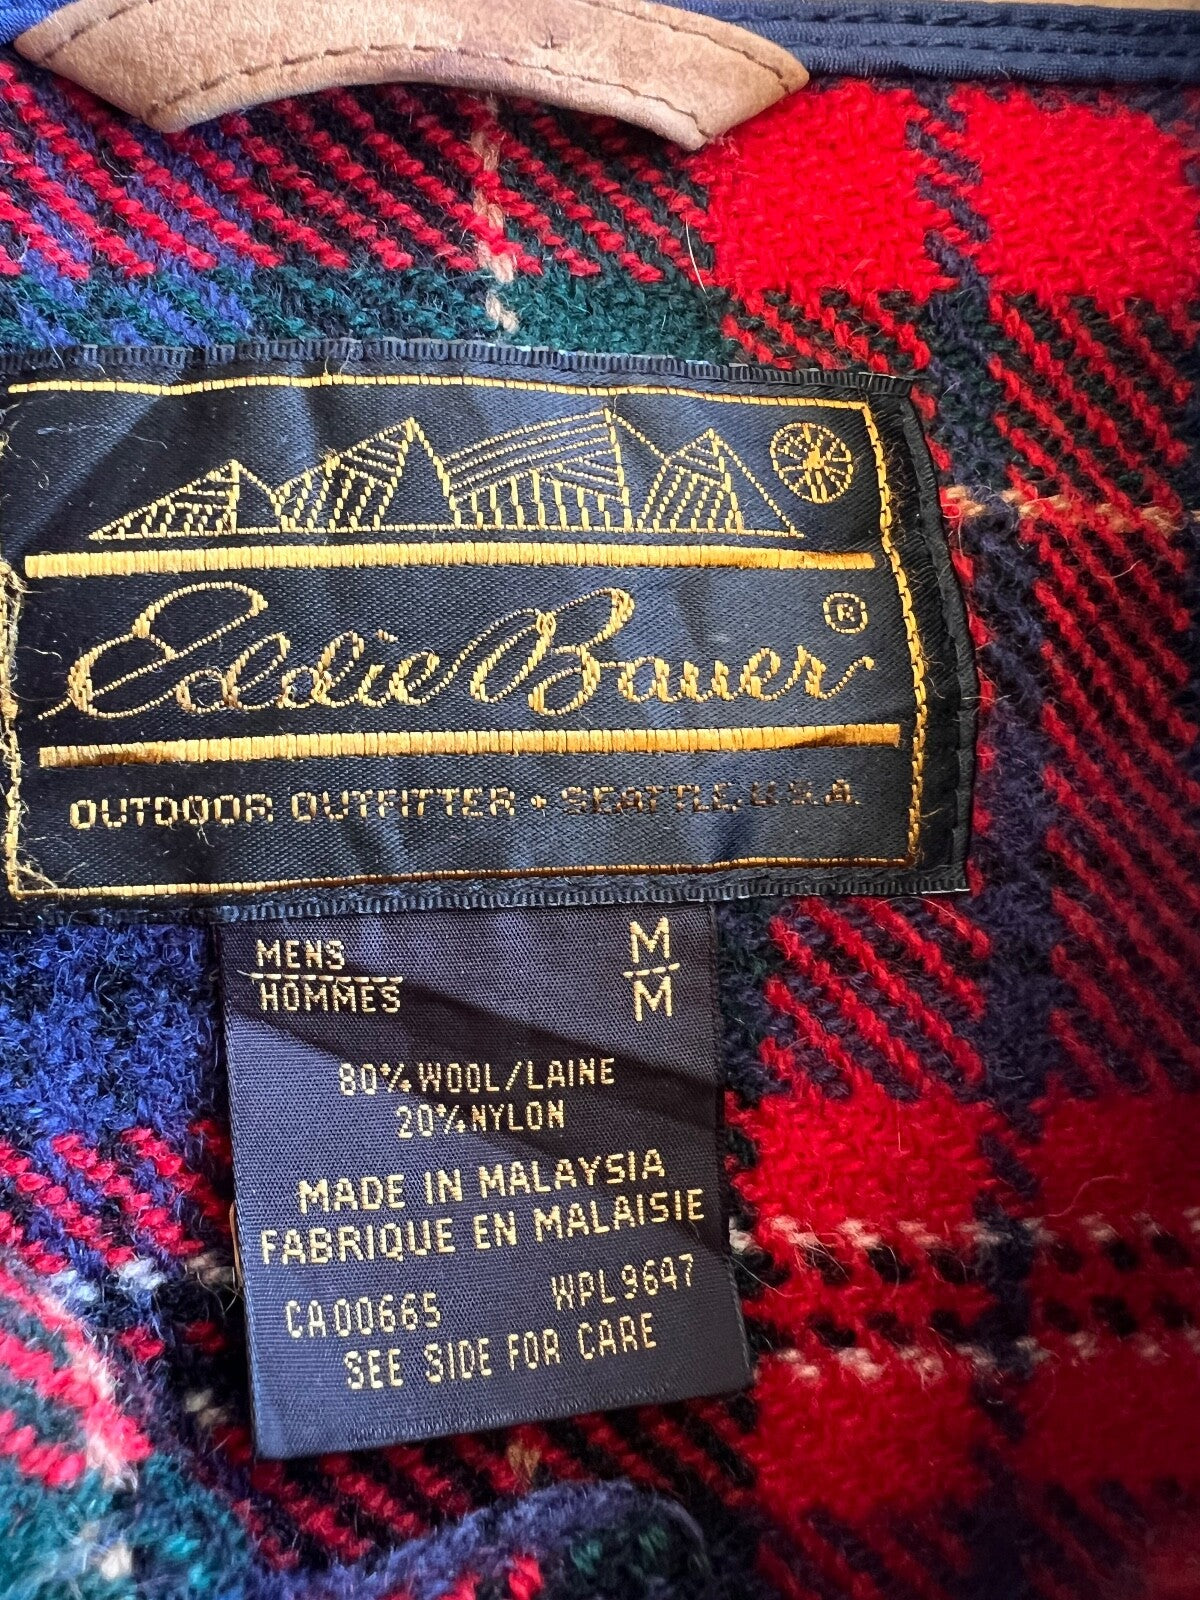 Eddie Bauer ®
OUTDOOR OUTFITTER + SEATTLE, U.S.A.
MENS M
HOMMES M
80% WOOL/LAINE
20% NYLON
MADE IN MALAYSIA
FABRIQUE EN MALAISIE
CA00665 WPL9647
SEE SIDE FOR CARE